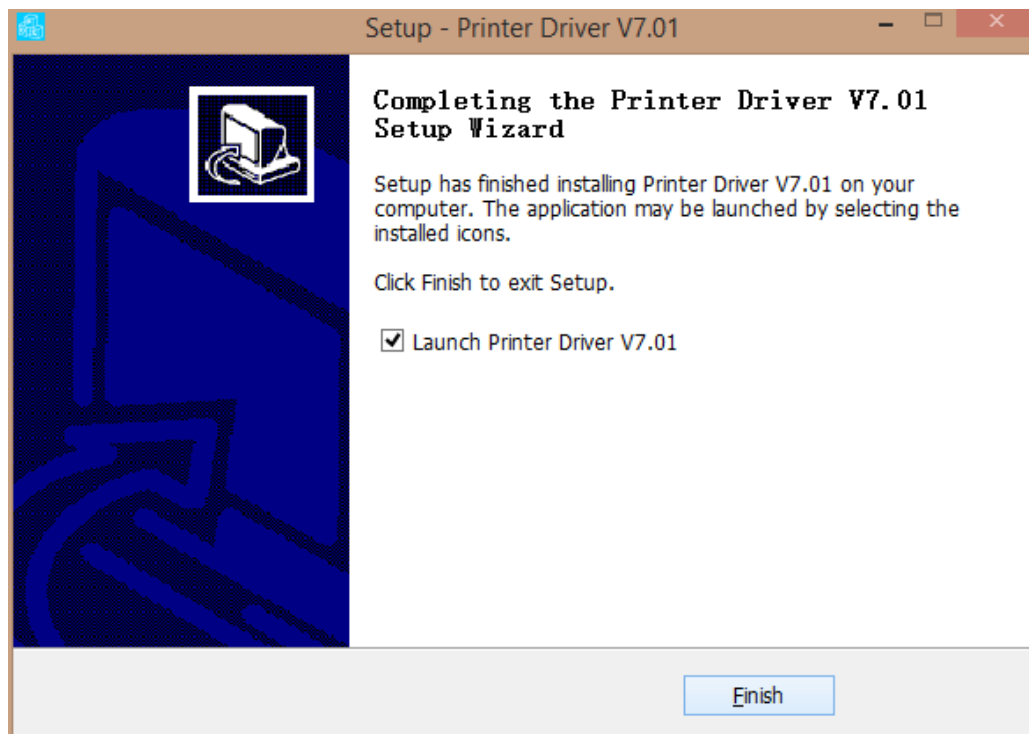 Setup - Printer Driver V7.01
Completing the Printer Driver V7.01
Setup Wizard
Setup has finished installing Printer Driver V7.01 on your
computer. The application may be launched by selecting the
installed icons.
Click Finish to exit Setup.
Launch Printer Driver V7.01
Finish